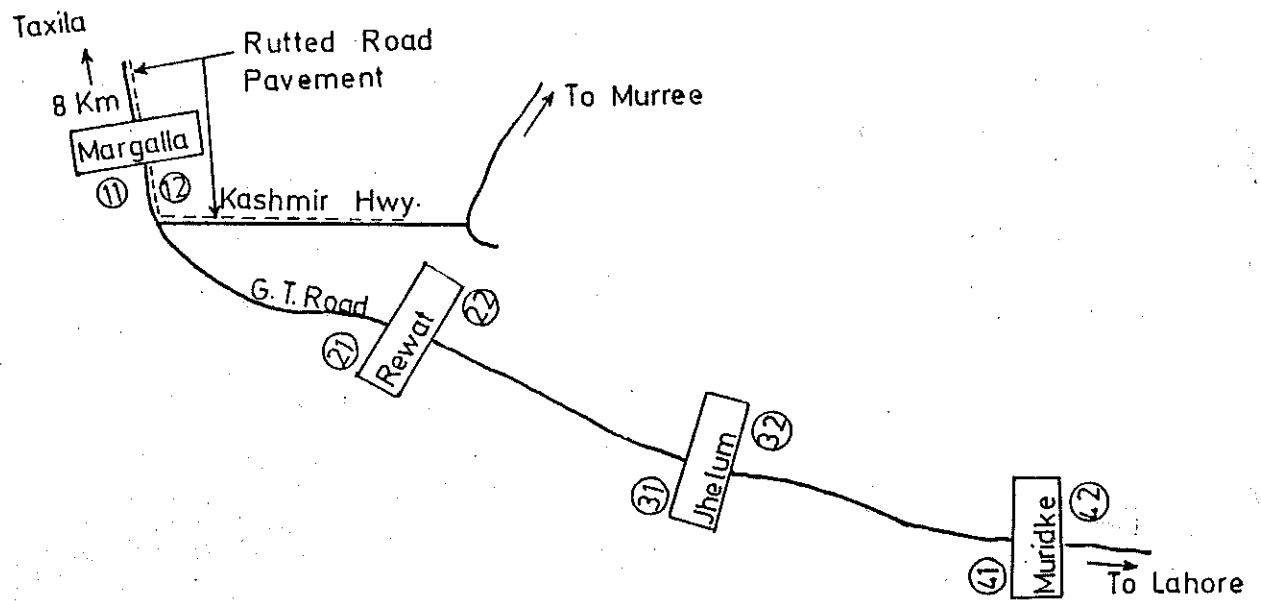 Taxila
Rutted Road
Pavement
8 Km
To Murree
Margalla
11
12
Kashmir Hwy.
G. T. Road
21
Rewat
22
31
Jhelum
32
41
Muridke
42
To Lahore